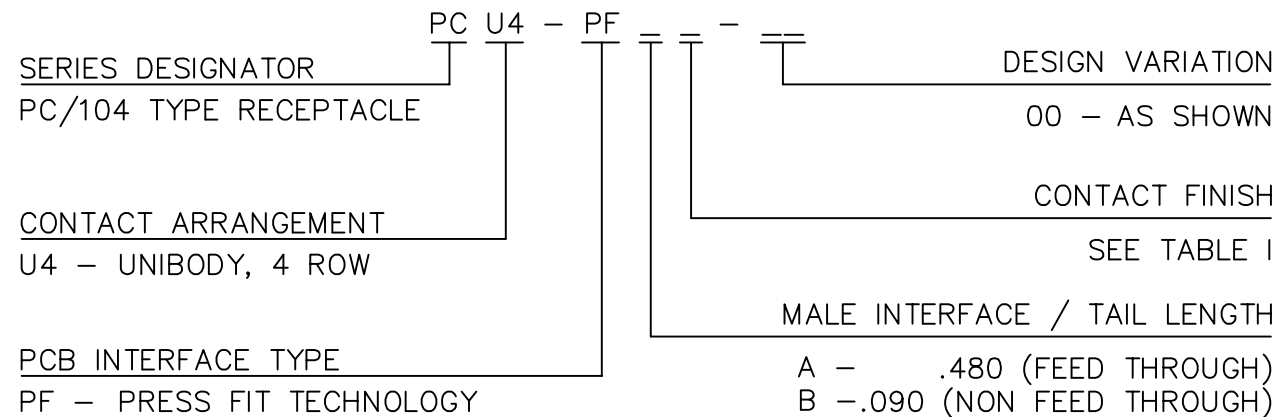 PC U4 – PF _ _ – __
SERIES DESIGNATOR
PC/104 TYPE RECEPTACLE
CONTACT ARRANGEMENT
U4 – UNIBODY, 4 ROW
PCB INTERFACE TYPE
PF – PRESS FIT TECHNOLOGY
DESIGN VARIATION
00 – AS SHOWN
CONTACT FINISH
SEE TABLE I
MALE INTERFACE / TAIL LENGTH
A – .480 (FEED THROUGH)
B –.090 (NON FEED THROUGH)